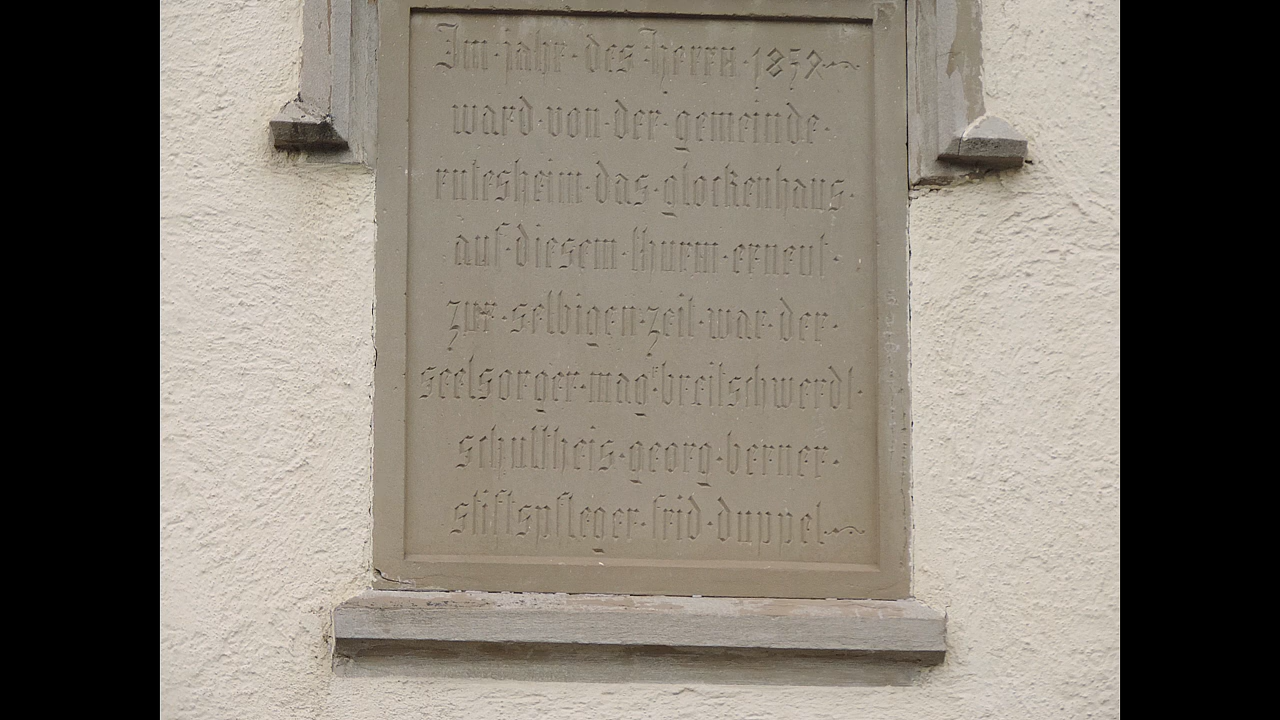 Im·jahr·des·herrn·1859
ward·von·der·gemeinde·
rutesheim·das·glockenhaus·
auf·diesem·thurm·erneut·
zur·selbigen·zeit·war·der·
seelsorger·mag·breitschwerdt·
schultheis·georg·berner·
stiftspfleger·frid·duppel